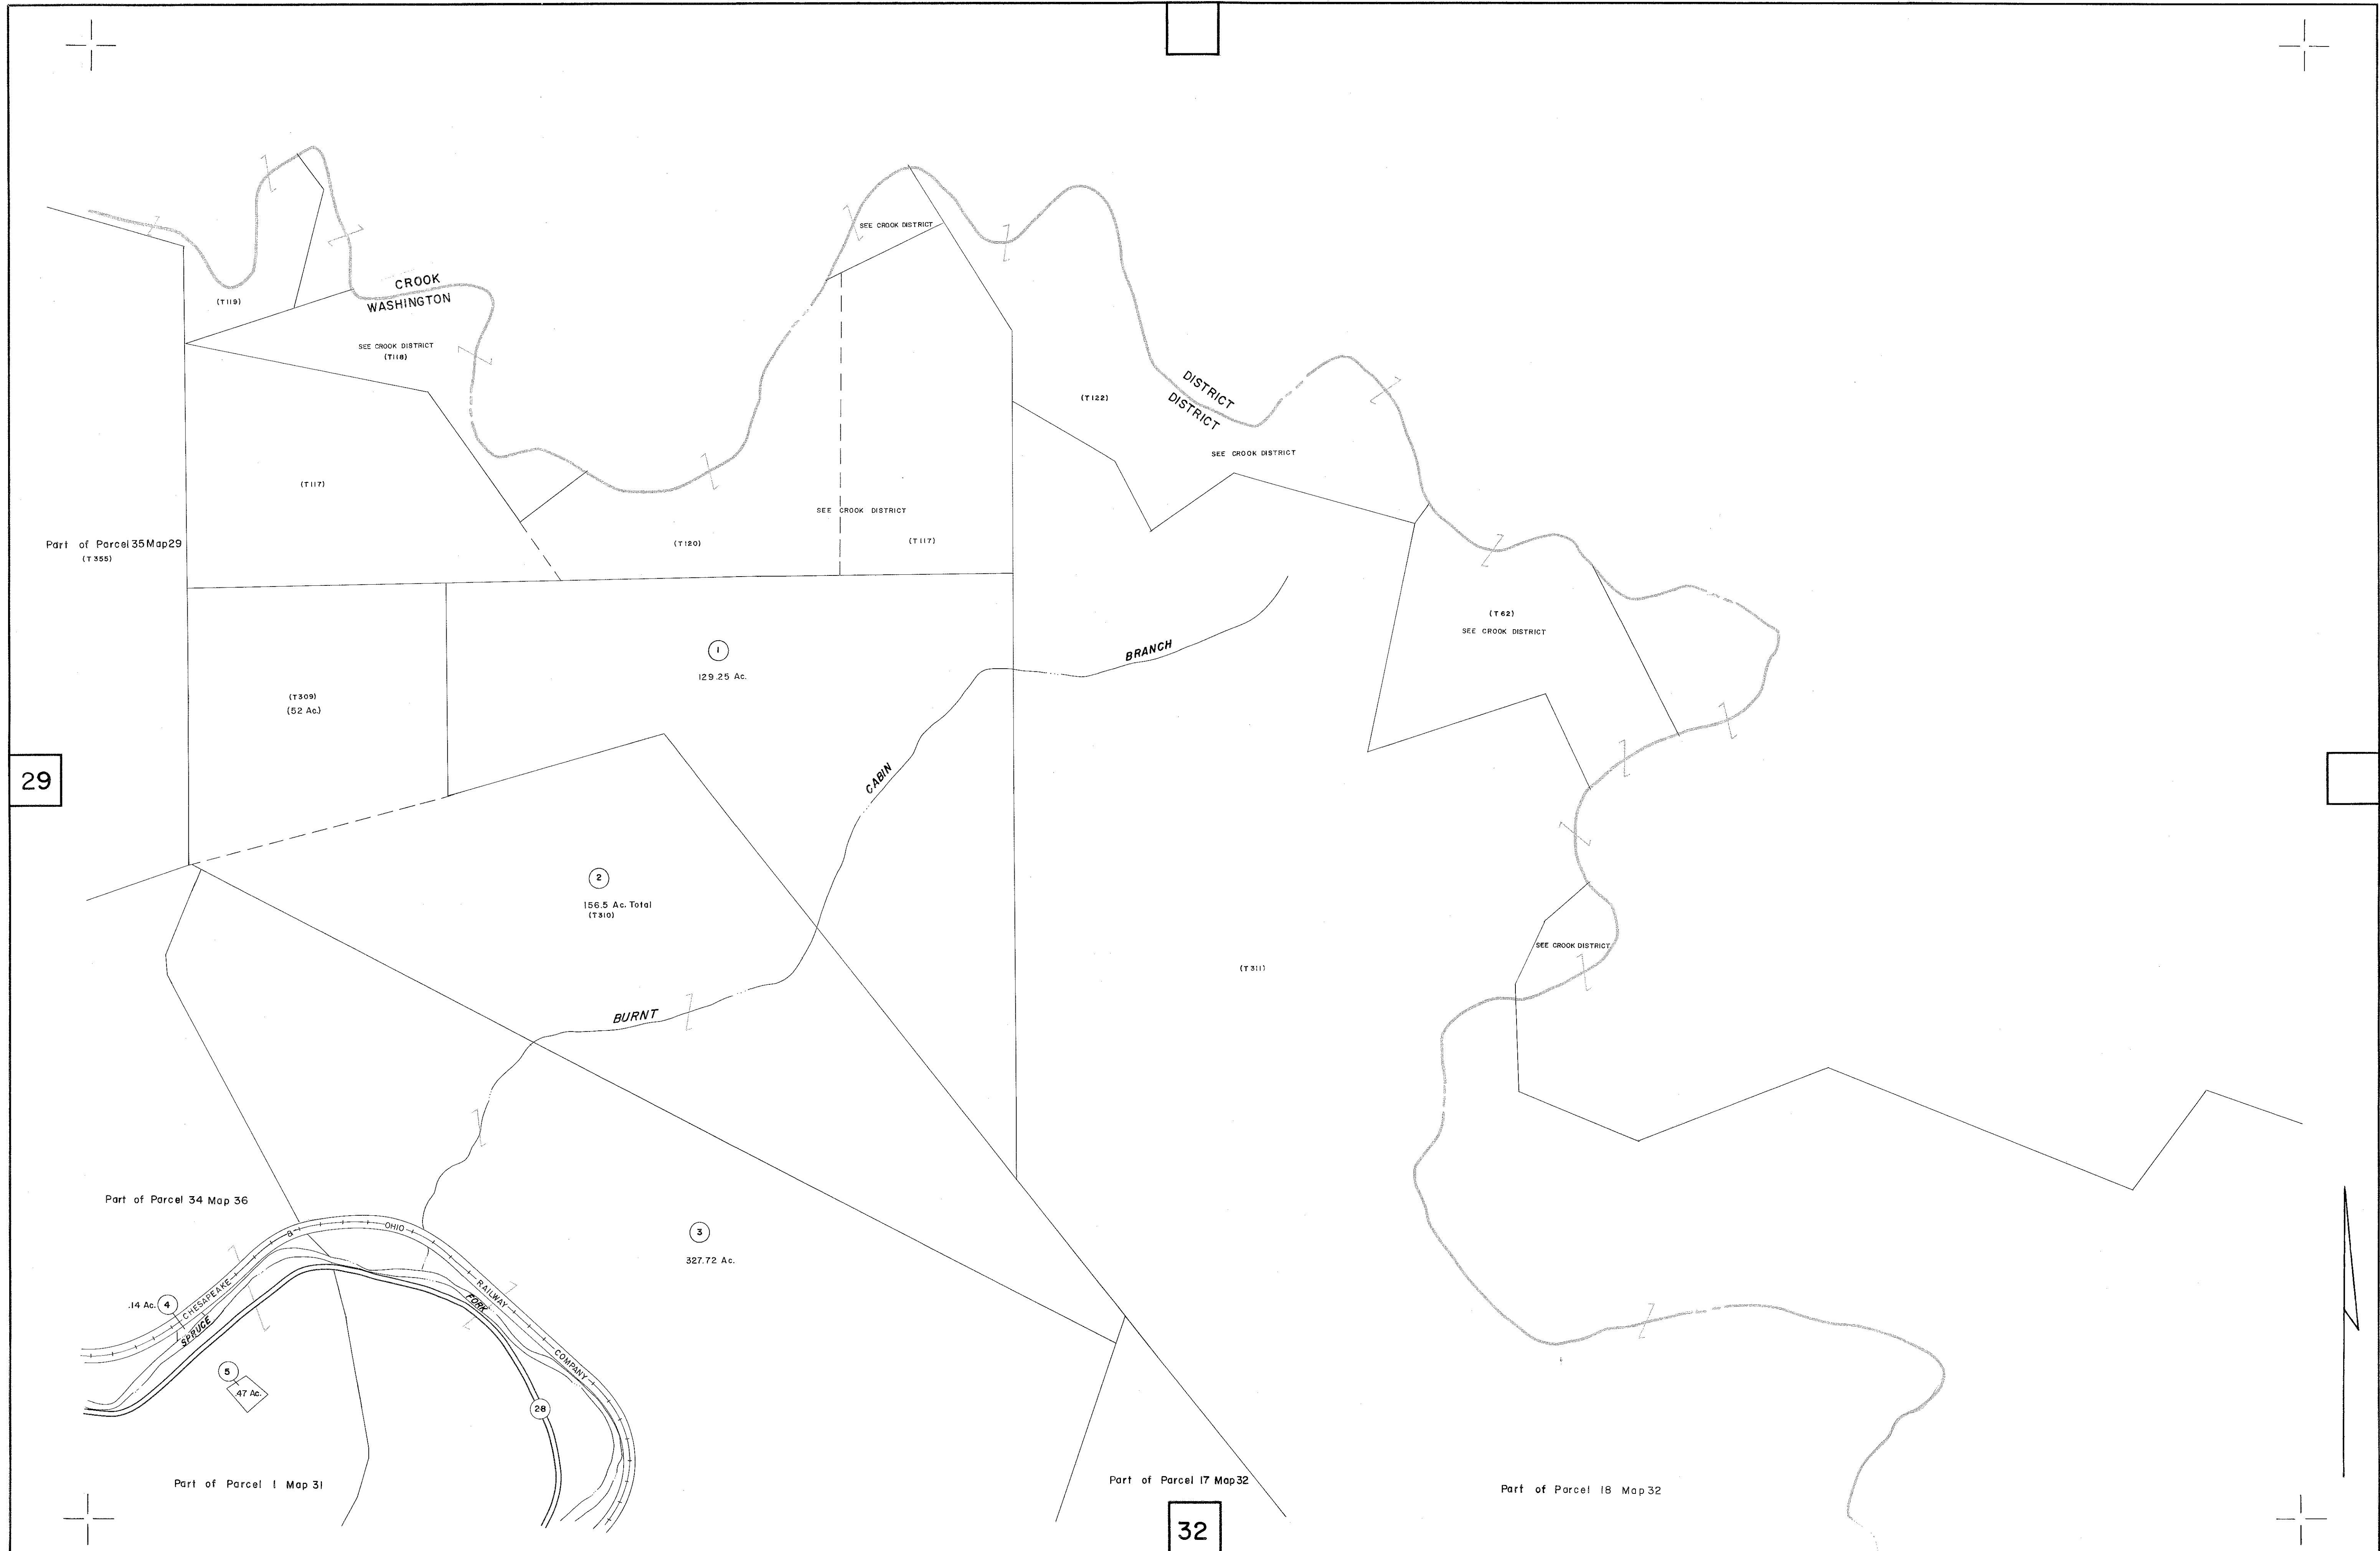 SEE CROOK DISTRICT
CROOK
WASHINGTON
(T119)
SEE CROOK DISTRICT
(T118)
DISTRICT
DISTRICT
(T122)
SEE CROOK DISTRICT
(T117)
SEE CROOK DISTRICT
(T120)
(T117)
Part of Parcel 35 Map 29
(T355)
(T62)
SEE CROOK DISTRICT
1
129.25 Ac.
BRANCH
(T309)
(52 Ac.)
29
CABIN
2
156.5 Ac. Total
(T310)
SEE CROOK DISTRICT
(T311)
BURNT
Part of Parcel 34 Map 36
3
327.72 Ac.
CHESAPEAKE
&
OHIO
RAILWAY
COMPANY
.14 Ac.
4
SPRUCE
FORK
5
.47 Ac.
28
Part of Parcel 1 Map 31
Part of Parcel 17 Map 32
Part of Parcel 18 Map 32
32